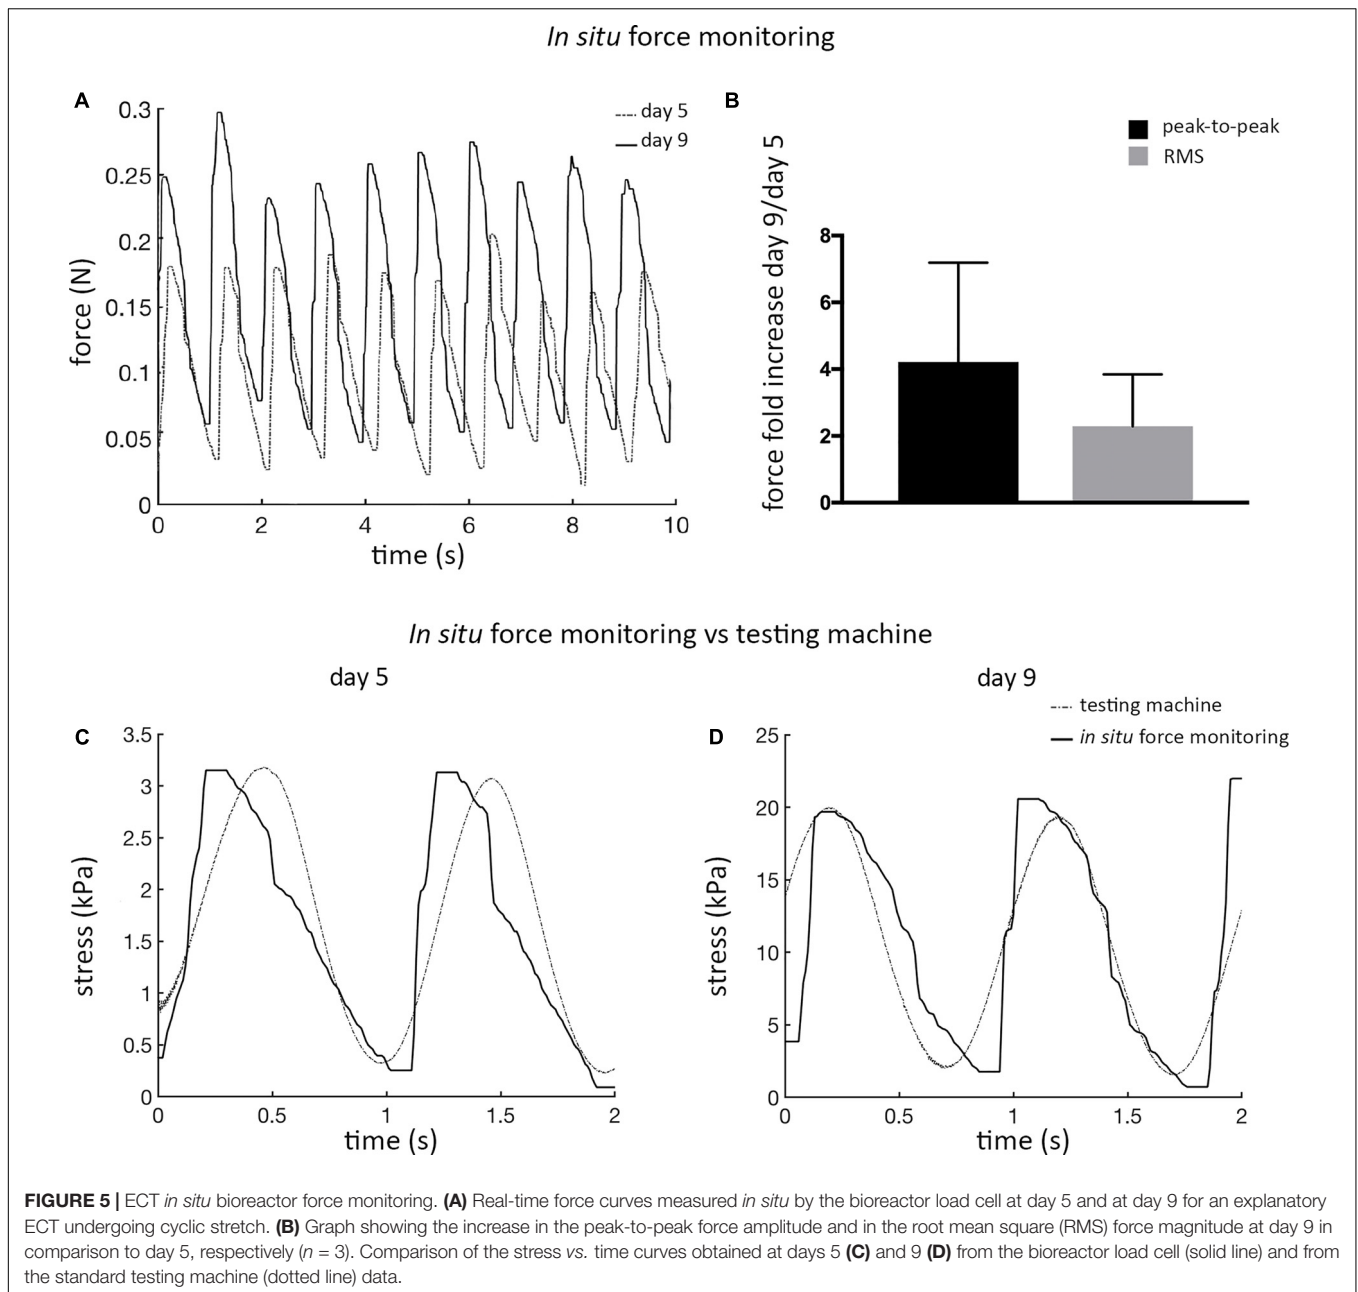 In situ force monitoring
A
0.3
0.25
0.2
0.15
0.1
0.05
0
0
2
4
6
8
10
force (N)
time (s)
day 5
day 9
B
peak-to-peak
RMS
force fold increase day 9/day 5
8
6
4
2
0
In situ force monitoring vs testing machine
day 5
C
3.5
3
2.5
2
1.5
1
0.5
0
0
0.5
1
1.5
2
stress (kPa)
time (s)
day 9
testing machine
in situ force monitoring
D
25
20
15
10
5
0
0
0.5
1
1.5
2
stress (kPa)
time (s)
FIGURE 5 | ECT in situ bioreactor force monitoring. (A) Real-time force curves measured in situ by the bioreactor load cell at day 5 and at day 9 for an explanatory
ECT undergoing cyclic stretch. (B) Graph showing the increase in the peak-to-peak force amplitude and in the root mean square (RMS) force magnitude at day 9 in
comparison to day 5, respectively (n = 3). Comparison of the stress vs. time curves obtained at days 5 (C) and 9 (D) from the bioreactor load cell (solid line) and from
the standard testing machine (dotted line) data.